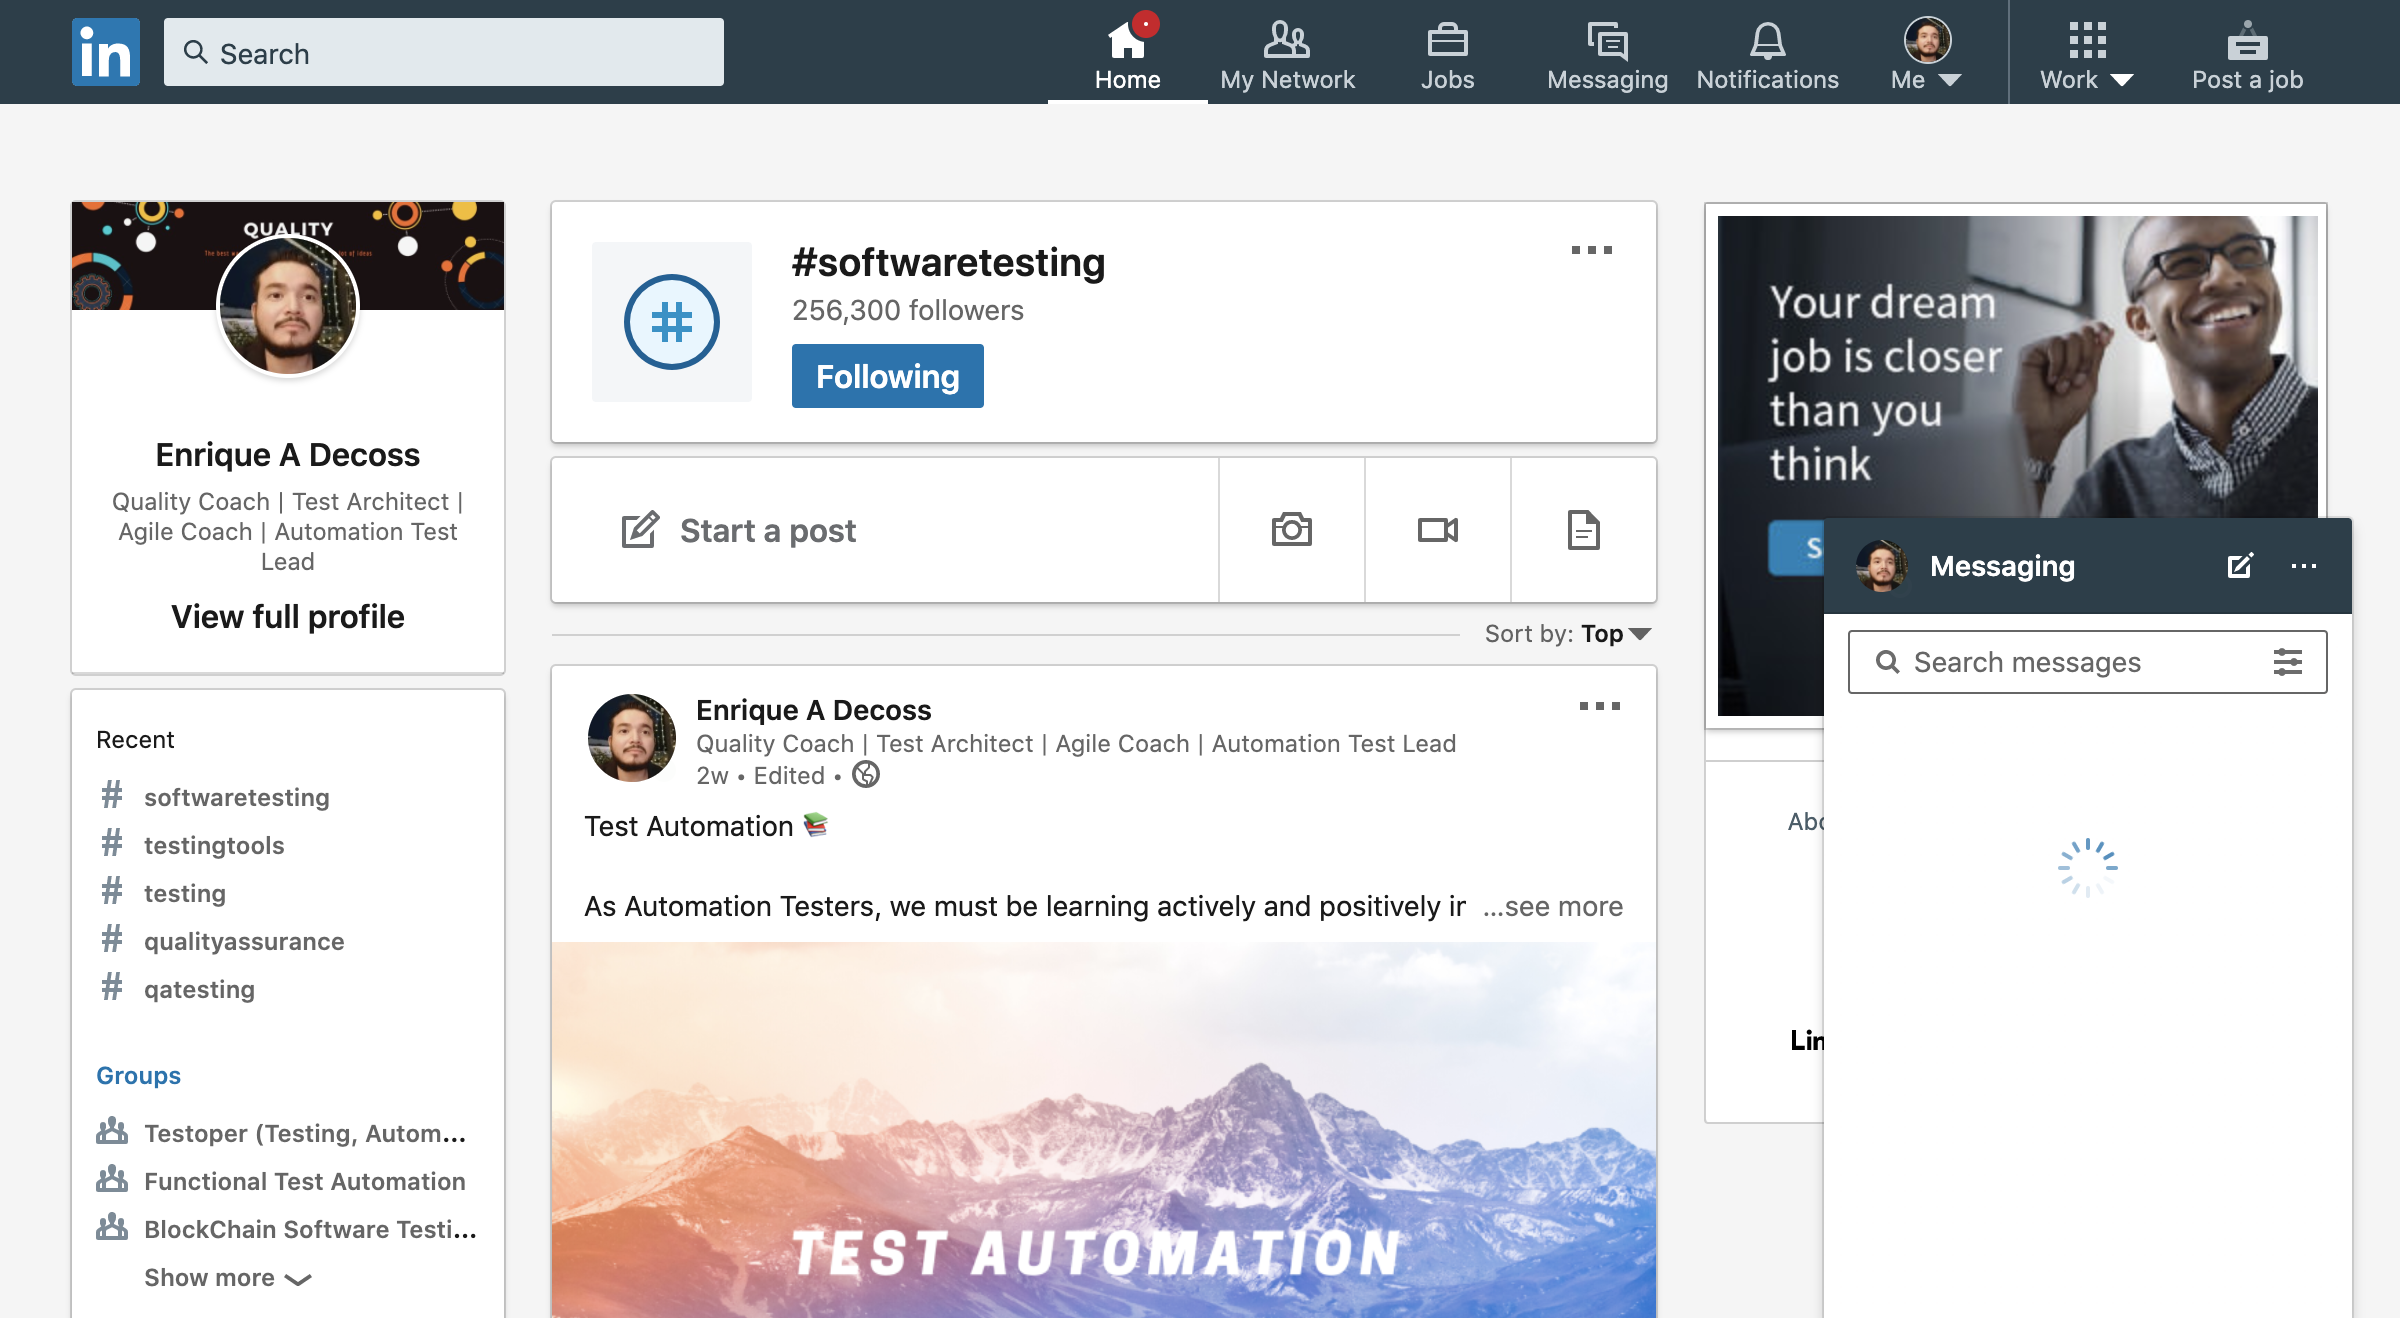 in
Search
Home
My Network
Jobs
Messaging
Notifications
Me
Work
Post a job
QUALITY
Enrique A Decoss
Quality Coach | Test Architect |
Agile Coach | Automation Test
Lead
View full profile
Recent
# softwaretesting
# testingtools
# testing
# qualityassurance
# qatesting
Groups
Testoper (Testing, Autom...
Functional Test Automation
BlockChain Software Testi...
Show more
#
#softwaretesting
256,300 followers
Following
Start a post
Sort by: Top
Enrique A Decoss
Quality Coach | Test Architect | Agile Coach | Automation Test Lead
2w • Edited •
Test Automation
As Automation Testers, we must be learning actively and positively ...see more
TEST AUTOMATION
Your dream
job is closer
than you
think
Messaging
Search messages